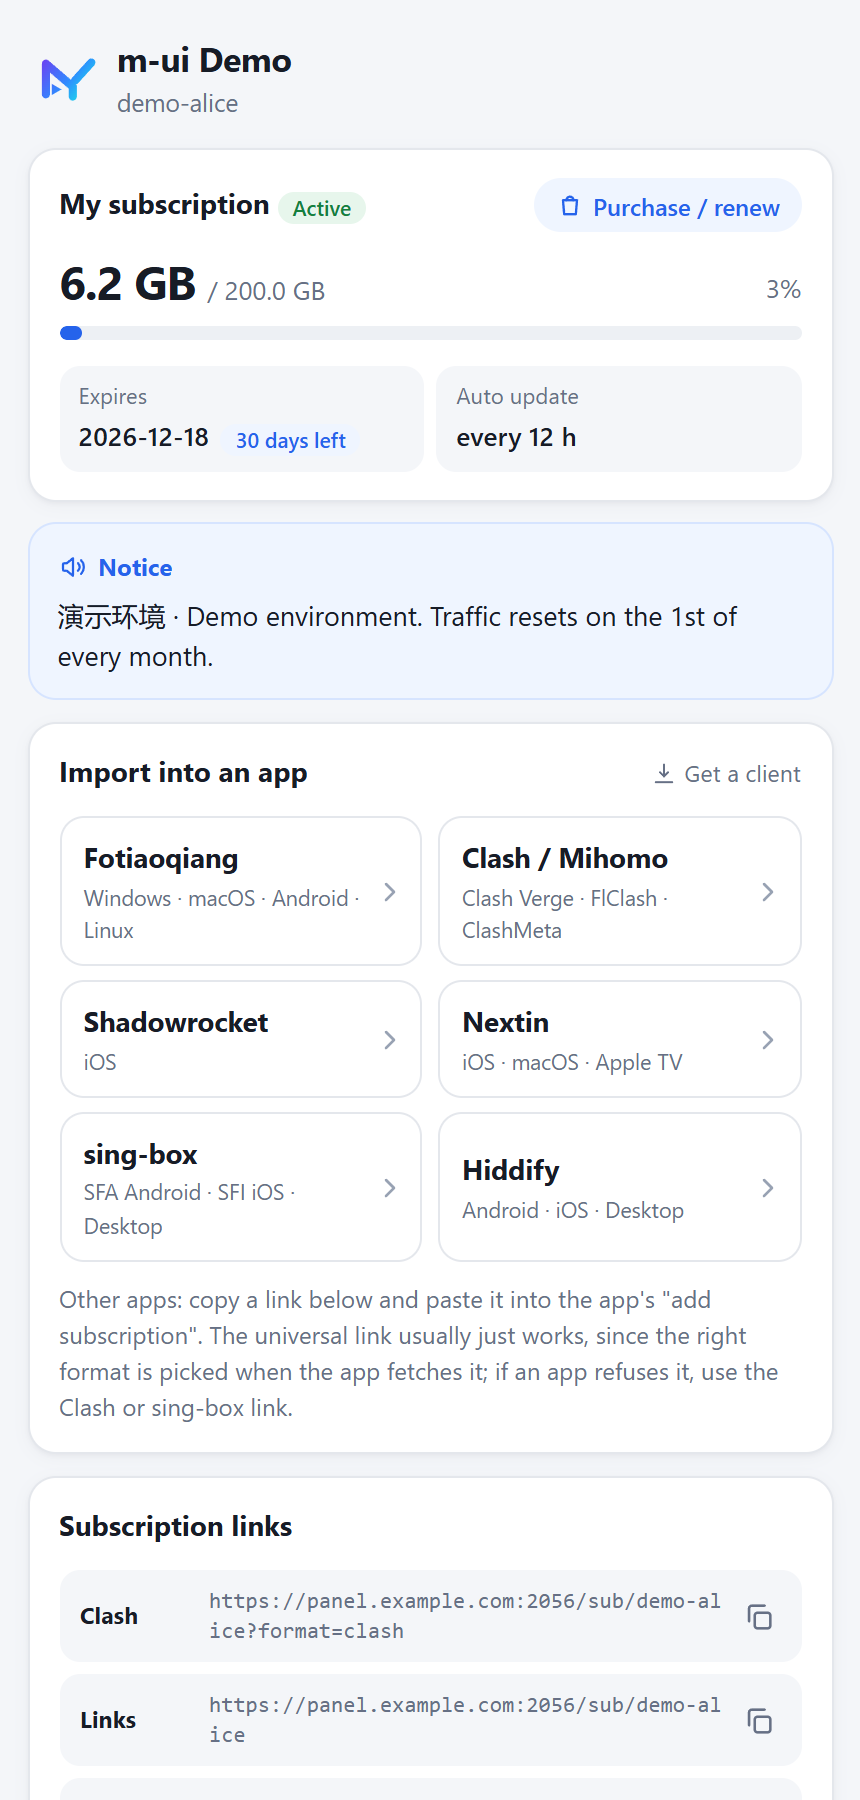 m-ui Demo
demo-alice
My subscription
Active
Purchase / renew
6.2 GB / 200.0 GB
3%
Expires
2026-12-18
30 days left
Auto update
every 12 h
Notice
演示环境 · Demo environment. Traffic resets on the 1st of
every month.
Import into an app
Get a client
Fotiaoqiang
Windows · macOS · Android ·
Linux
Clash / Mihomo
Clash Verge · FlClash ·
ClashMeta
Shadowrocket
iOS
Nextin
iOS · macOS · Apple TV
sing-box
SFA Android · SFI iOS ·
Desktop
Hiddify
Android · iOS · Desktop
Other apps: copy a link below and paste it into the app's "add
subscription". The universal link usually just works, since the right
format is picked when the app fetches it; if an app refuses it, use the
Clash or sing-box link.
Subscription links
Clash
https://panel.example.com:2056/sub/demo-al
ice?format=clash
Links
https://panel.example.com:2056/sub/demo-al
ice